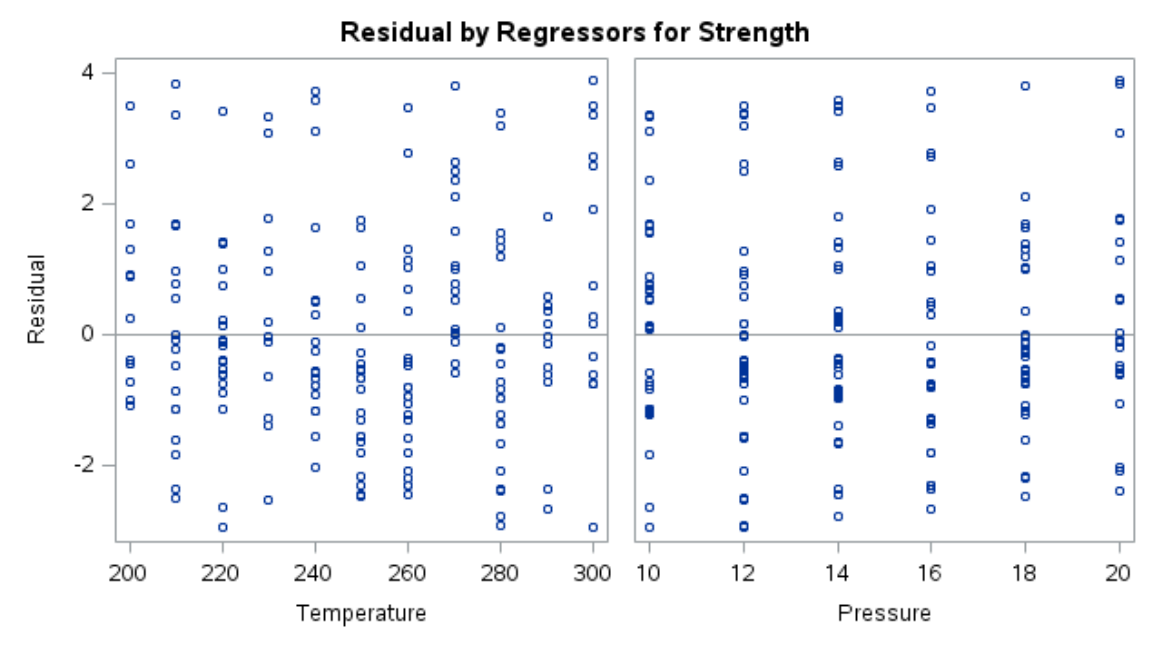 Residual by Regressors for Strength
4
2
0
-2
Residual
200 220 240 260 280 300
10 12 14 16 18 20
Temperature
Pressure